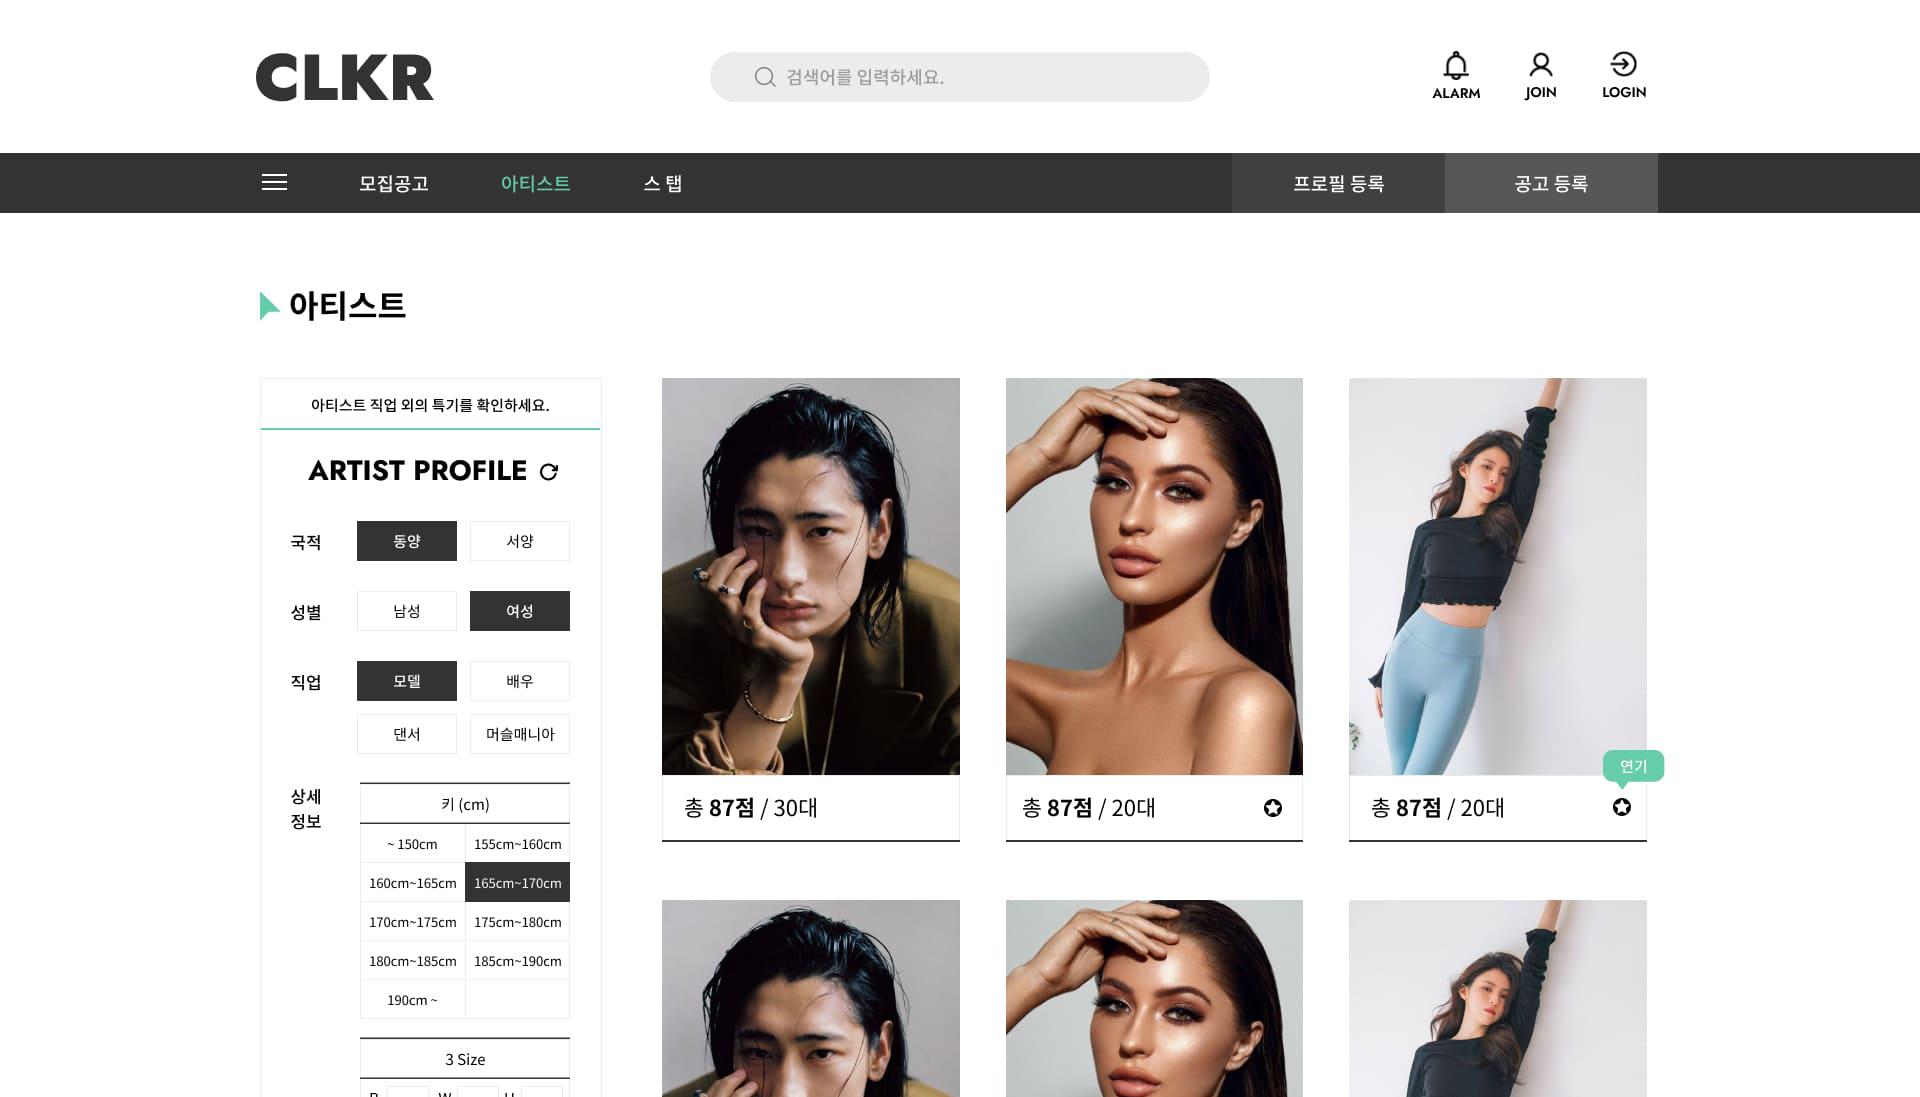 CLKR
검색어를 입력하세요.
ALARM
JOIN
LOGIN
모집공고
아티스트
스 탭
프로필 등록
공고 등록
아티스트
아티스트 직업 외의 특기를 확인하세요.
ARTIST PROFILE
국적
동양
서양
성별
남성
여성
직업
모델
배우
댄서
머슬매니아
상세
정보
키 (cm)
~ 150cm
155cm~160cm
160cm~165cm
165cm~170cm
170cm~175cm
175cm~180cm
180cm~185cm
185cm~190cm
190cm ~
3 Size
총 87점 / 30대
총 87점 / 20대
연기
총 87점 / 20대